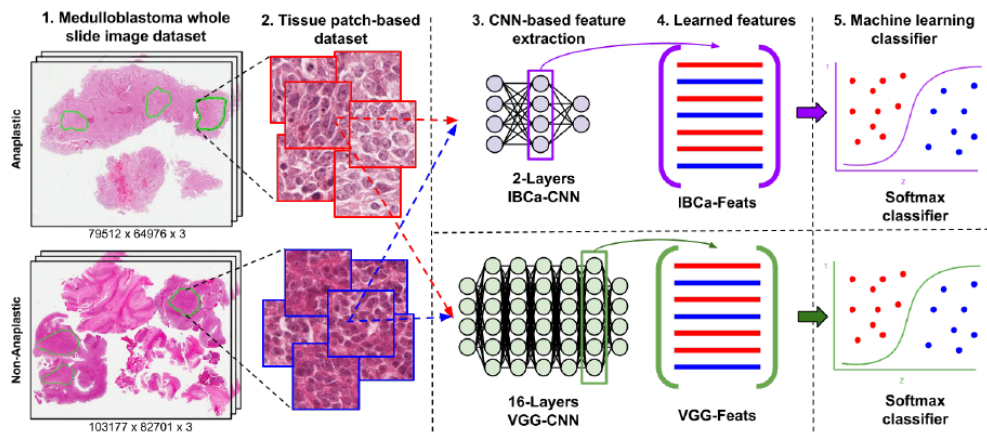 1. Medulloblastoma whole
slide image dataset
2. Tissue patch-based
dataset
3. CNN-based feature
extraction
4. Learned features
5. Machine learning
classifier
Anaplastic
79512 x 64976 x 3
2-Layers
IBCa-CNN
IBCa-Feats
1
z
Softmax
classifier
Non-Anaplastic
103177 x 82701 x 3
16-Layers
VGG-CNN
VGG-Feats
1
z
Softmax
classifier